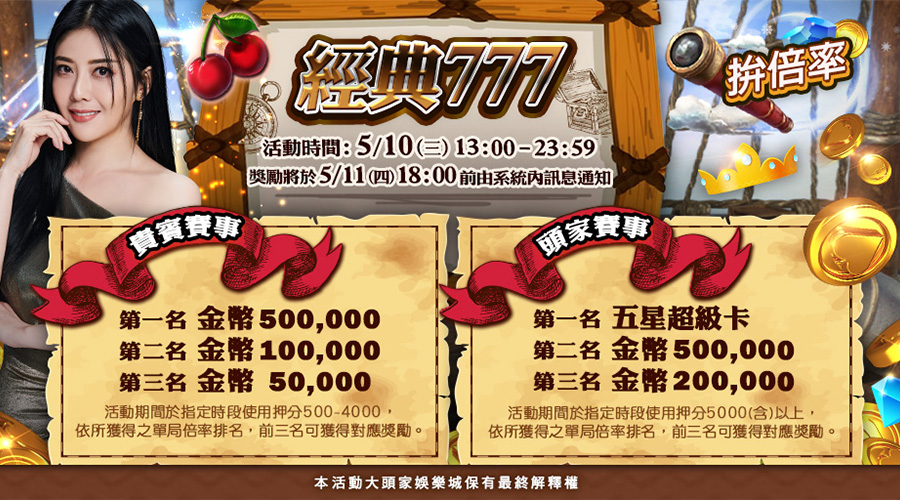 經典777
拚倍率
活動時間：5/10(三) 13:00-23:59
獎勵將於5/11(四)18:00前由系統內訊息通知
貴賓賽事
第一名 金幣 500,000
第二名 金幣 100,000
第三名 金幣 50,000
活動期間於指定時段使用押分500-4000，
依所獲得之單局倍率排名，前三名可獲得對應獎勵。
頭家賽事
第一名 五星超級卡
第二名 金幣 500,000
第三名 金幣 200,000
活動期間於指定時段使用押分5000(含)以上，
依所獲得之單局倍率排名，前三名可獲得對應獎勵。
本活動大頭家娛樂城保有最終解釋權